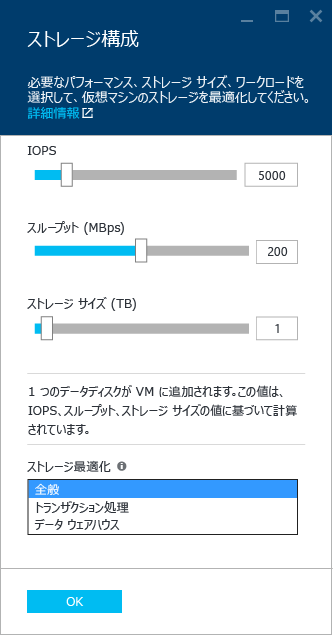 ストレージ構成
必要なパフォーマンス、ストレージ サイズ、ワークロードを
選択して、仮想マシンのストレージを最適化してください。
詳細情報
IOPS
5000
スループット (MBps)
200
ストレージ サイズ (TB)
1
1 つのデータディスクが VM に追加されます。この値は、
IOPS、スループット、ストレージ サイズの値に基づいて計算
されています。
ストレージ最適化
全般
トランザクション処理
データ ウェアハウス
OK